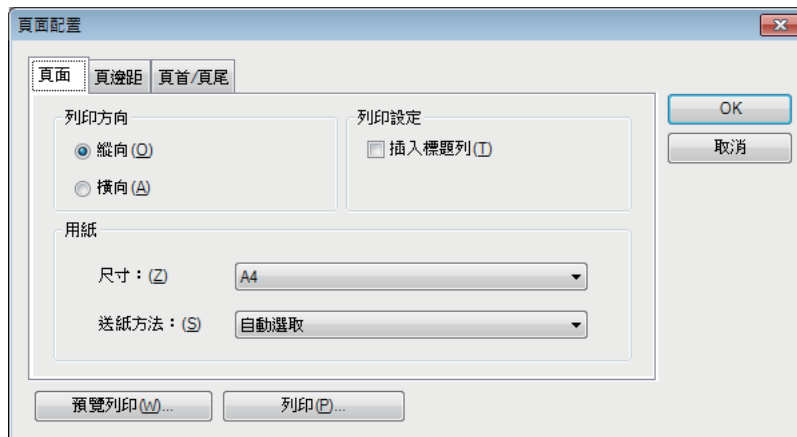 頁面配置
頁面 頁邊距 頁首/頁尾
列印方向
縱向(O)
橫向(A)
列印設定
插入標題列(T)
用紙
尺寸：(Z) A4
送紙方法：(S) 自動選取
OK
取消
預覽列印(W)... 列印(P)...